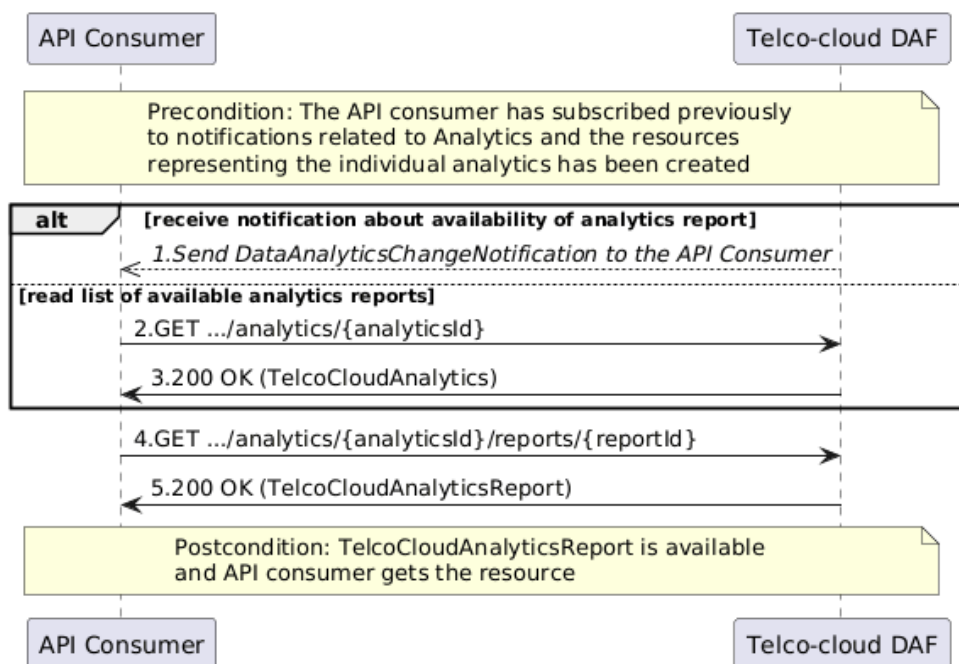 API Consumer
Telco-cloud DAF
Precondition: The API consumer has subscribed previously
to notifications related to Analytics and the resources
representing the individual analytics has been created
alt
[receive notification about availability of analytics report]
1.Send DataAnalyticsChangeNotification to the API Consumer
[read list of available analytics reports]
2.GET .../analytics/{analyticsId}
3.200 OK (TelcoCloudAnalytics)
4.GET .../analytics/{analyticsId}/reports/{reportId}
5.200 OK (TelcoCloudAnalyticsReport)
Postcondition: TelcoCloudAnalyticsReport is available
and API consumer gets the resource
API Consumer
Telco-cloud DAF